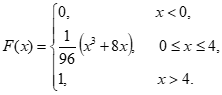 F(x) = { 0, x < 0,
1/96 (x³ + 8x), 0 ≤ x ≤ 4,
1, x > 4.